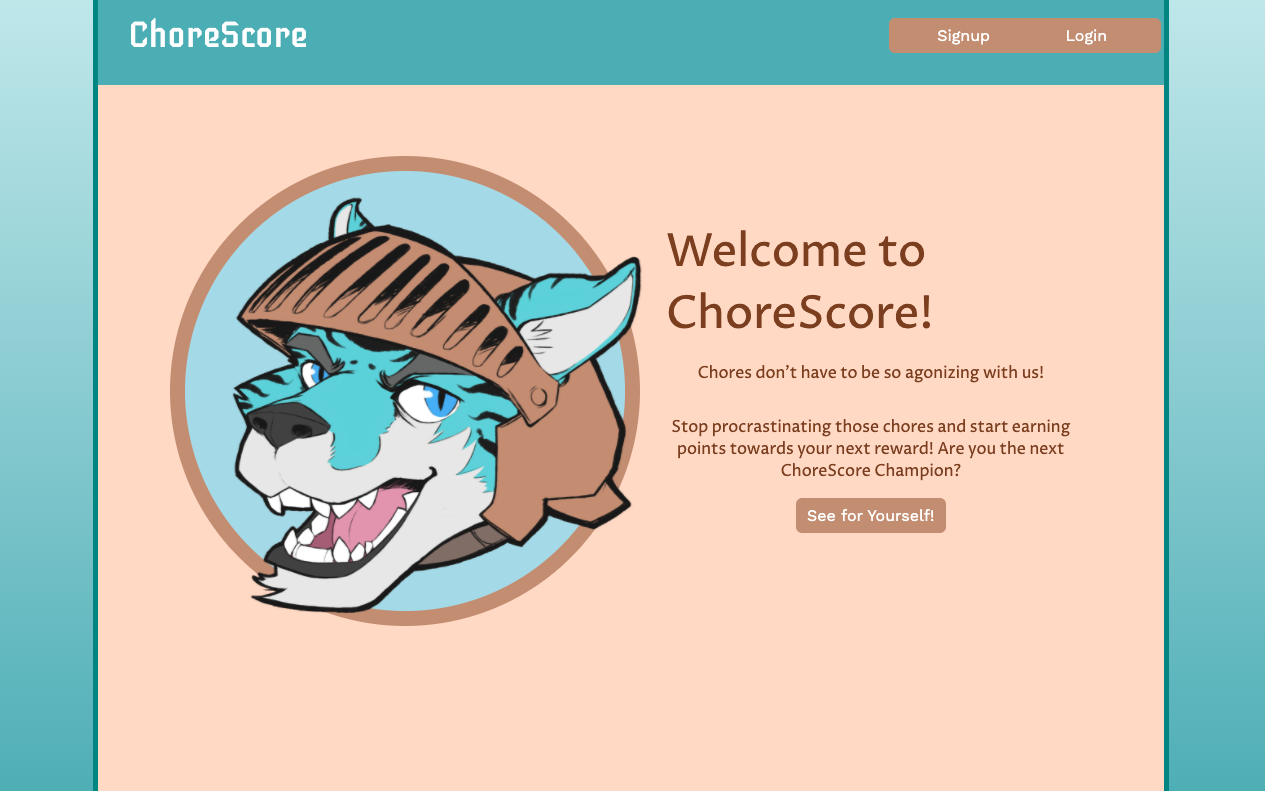 ChoreScore
Signup
Login
Welcome to
ChoreScore!
Chores don't have to be so agonizing with us!
Stop procrastinating those chores and start earning
points towards your next reward! Are you the next
ChoreScore Champion?
See for Yourself!